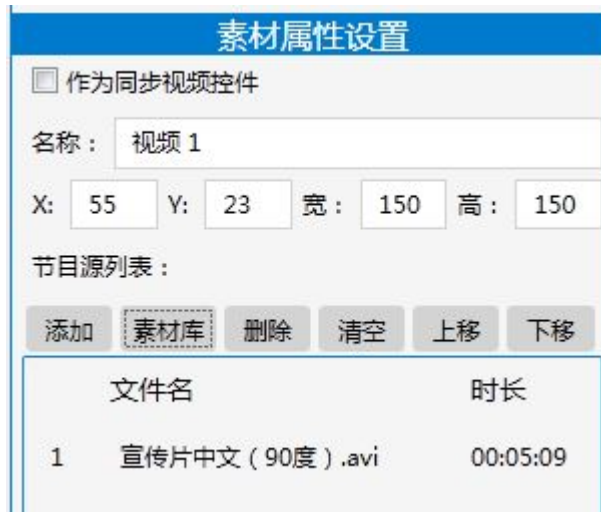 素材属性设置
作为同步视频控件
名称： 视频 1
X: 55 Y: 23 宽： 150 高： 150
节目源列表：
添加 素材库 删除 清空 上移 下移
文件名 时长
1 宣传片中文（90度）.avi 00:05:09